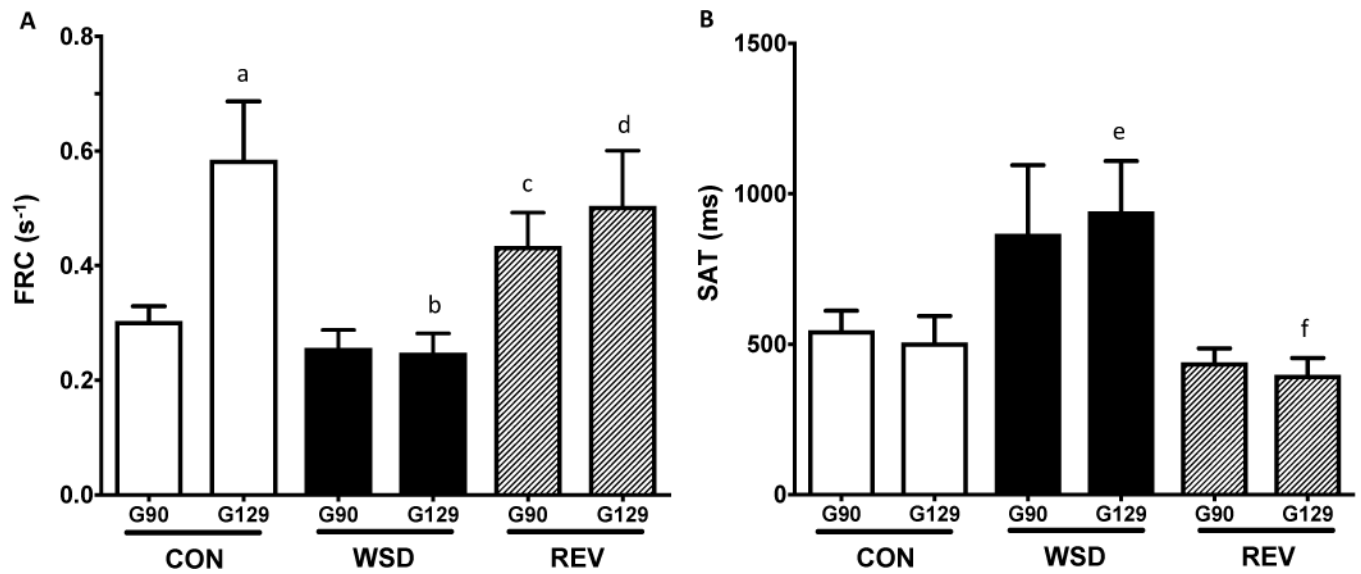 A
FRC (s⁻¹)
0.8
0.6
0.4
0.2
0.0
a
b
c
d
G90 G129 G90 G129 G90 G129
CON WSD REV
B
SAT (ms)
1500
1000
500
0
e
f
G90 G129 G90 G129 G90 G129
CON WSD REV